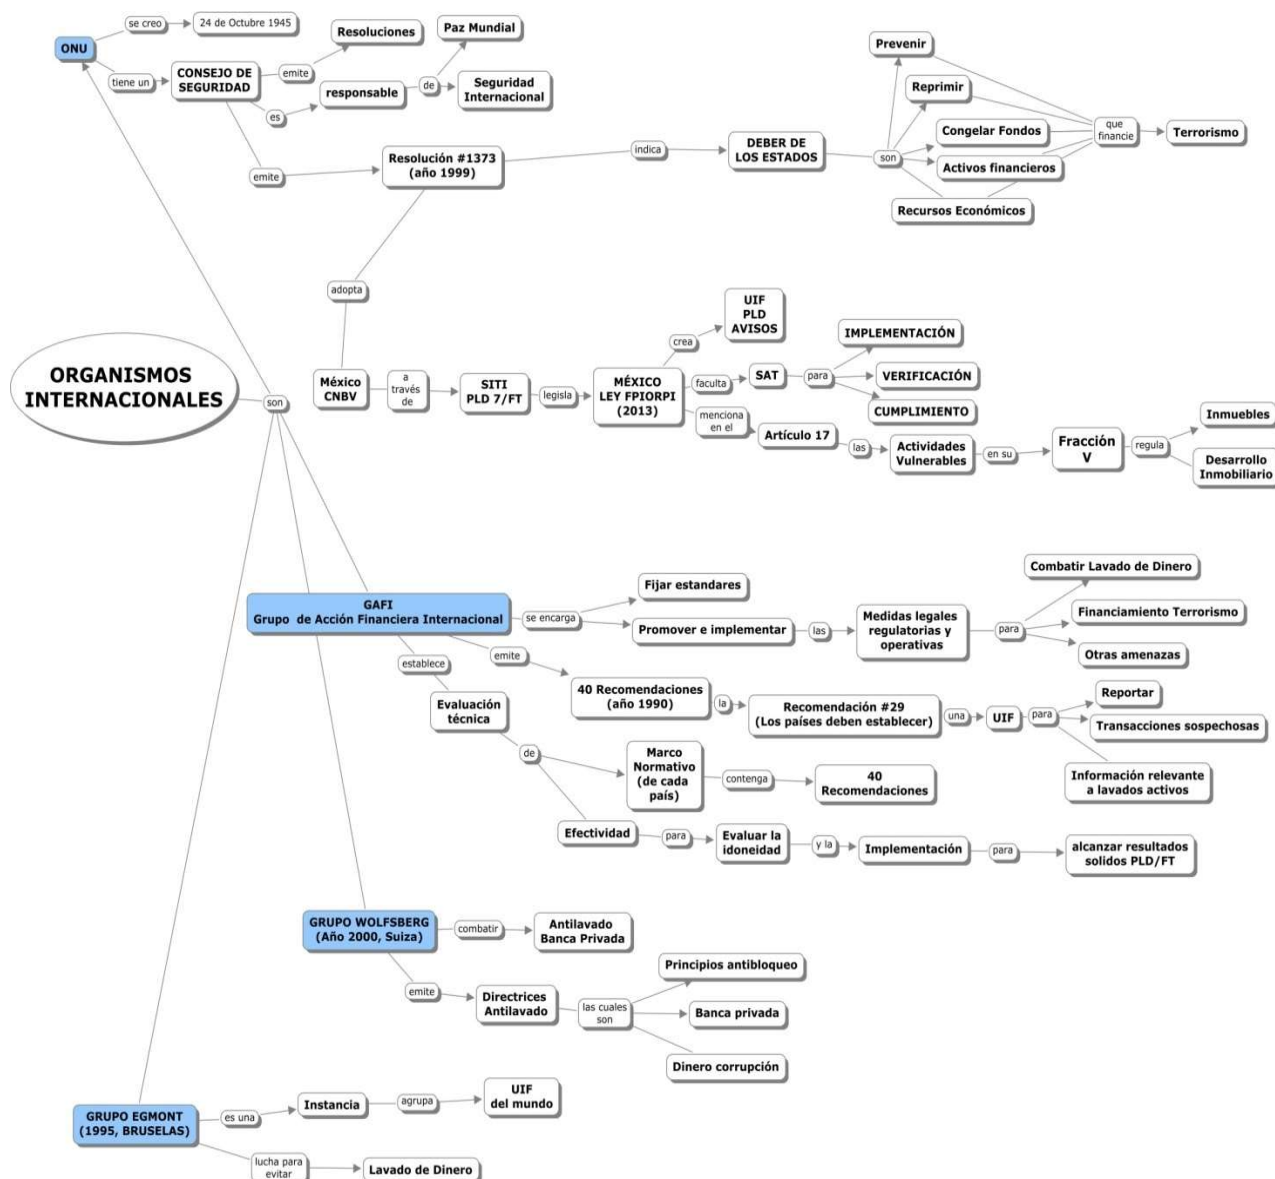 ORGANISMOS
INTERNACIONALES
son
ONU
se creo
24 de Octubre 1945
tiene un
CONSEJO DE
SEGURIDAD
emite
Resoluciones
es
responsable
de
Paz Mundial
Seguridad
Internacional
emite
Resolución #1373
(año 1999)
indica
DEBER DE
LOS ESTADOS
son
Prevenir
Reprimir
Congelar Fondos
Activos financieros
Recursos Económicos
que
financie
Terrorismo
adopta
México
CNBV
a
través
de
SITI
PLD 7/FT
legisla
MÉXICO
LEY FPIORPI
(2013)
crea
UIF
PLD
AVISOS
faculta
SAT
para
IMPLEMENTACIÓN
VERIFICACIÓN
CUMPLIMIENTO
menciona
en el
Artículo 17
las
Actividades
Vulnerables
en su
Fracción
V
regula
Inmuebles
Desarrollo
Inmobiliario
GAFI
Grupo de Acción Financiera Internacional
se encarga
Fijar estandares
Promover e implementar
las
Medidas legales
regulatorias y
operativas
para
Combatir Lavado de Dinero
Financiamiento Terrorismo
Otras amenazas
emite
40 Recomendaciones
(año 1990)
la
Recomendación #29
(Los países deben establecer)
una
UIF
para
Reportar
Transacciones sospechosas
Información relevante
a lavados activos
establece
Evaluación
técnica
de
Marco
Normativo
(de cada
país)
contenga
40
Recomendaciones
Efectividad
para
Evaluar la
idoneidad
y la
Implementación
para
alcanzar resultados
solidos PLD/FT
GRUPO WOLFSBERG
(Año 2000, Suiza)
combatir
Antilavado
Banca Privada
emite
Directrices
Antilavado
las cuales
son
Principios antibloqueo
Banca privada
Dinero corrupción
GRUPO EGMONT
(1995, BRUSELAS)
es una
Instancia
agrupa
UIF
del mundo
lucha para
evitar
Lavado de Dinero